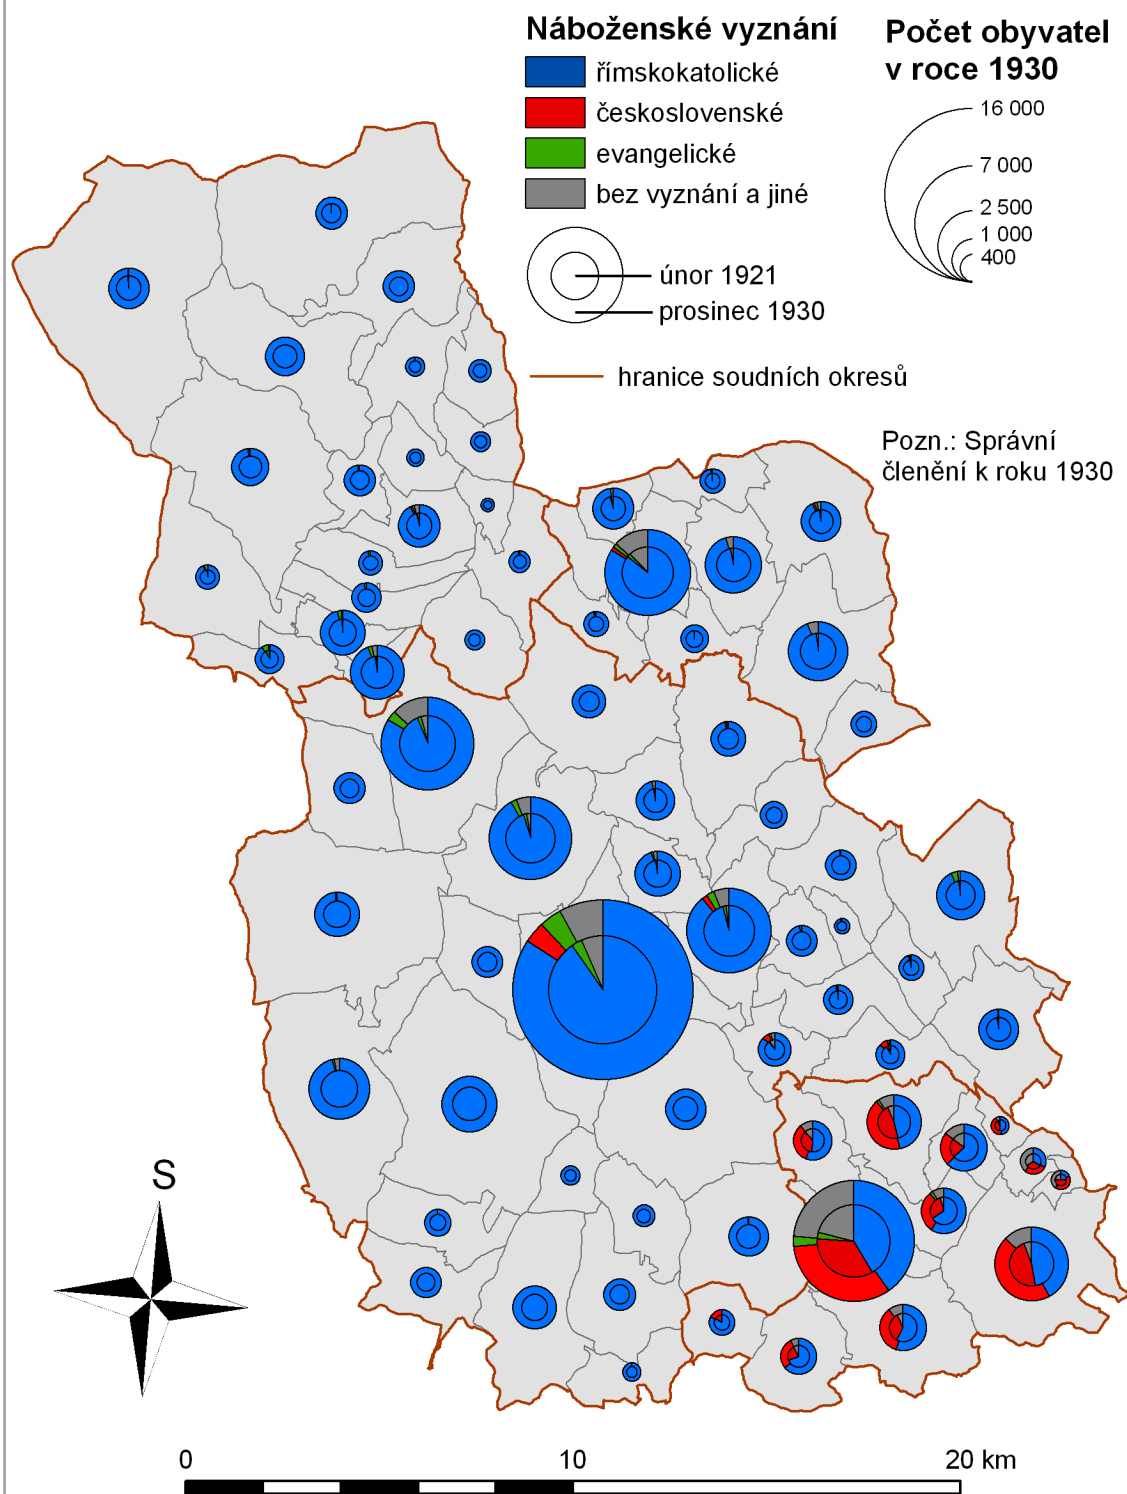 Náboženské vyznání
římskokatolické
československé
evangelické
bez vyznání a jiné
únor 1921
prosinec 1930
hranice soudních okresů
Počet obyvatel
v roce 1930
16 000
7 000
2 500
1 000
400
Pozn.: Správní
členění k roku 1930
S
0 10 20 km